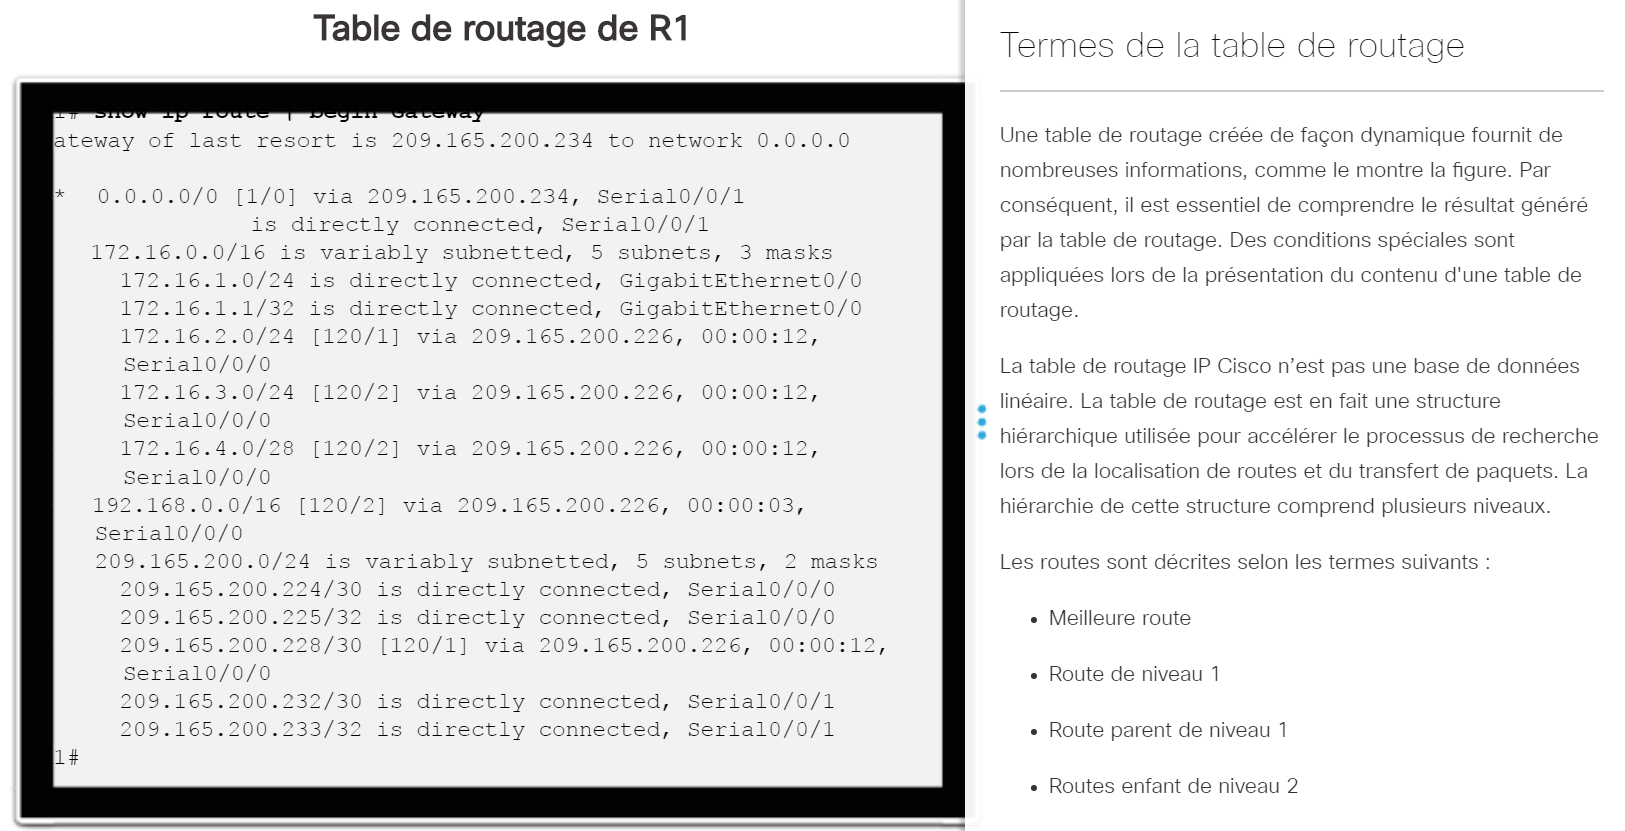 Table de routage de R1
1# show ip route | begin Gateway
ateway of last resort is 209.165.200.234 to network 0.0.0.0
* 0.0.0.0/0 [1/0] via 209.165.200.234, Serial0/0/1
is directly connected, Serial0/0/1
172.16.0.0/16 is variably subnetted, 5 subnets, 3 masks
172.16.1.0/24 is directly connected, GigabitEthernet0/0
172.16.1.1/32 is directly connected, GigabitEthernet0/0
172.16.2.0/24 [120/1] via 209.165.200.226, 00:00:12,
Serial0/0/0
172.16.3.0/24 [120/2] via 209.165.200.226, 00:00:12,
Serial0/0/0
172.16.4.0/28 [120/2] via 209.165.200.226, 00:00:12,
Serial0/0/0
192.168.0.0/16 [120/2] via 209.165.200.226, 00:00:03,
Serial0/0/0
209.165.200.0/24 is variably subnetted, 5 subnets, 2 masks
209.165.200.224/30 is directly connected, Serial0/0/0
209.165.200.225/32 is directly connected, Serial0/0/0
209.165.200.228/30 [120/1] via 209.165.200.226, 00:00:12,
Serial0/0/0
209.165.200.232/30 is directly connected, Serial0/0/1
209.165.200.233/32 is directly connected, Serial0/0/1
1#
Termes de la table de routage
Une table de routage créée de façon dynamique fournit de
nombreuses informations, comme le montre la figure. Par
conséquent, il est essentiel de comprendre le résultat généré
par la table de routage. Des conditions spéciales sont
appliquées lors de la présentation du contenu d'une table de
routage.
La table de routage IP Cisco n’est pas une base de données
linéaire. La table de routage est en fait une structure
hiérarchique utilisée pour accélérer le processus de recherche
lors de la localisation de routes et du transfert de paquets. La
hiérarchie de cette structure comprend plusieurs niveaux.
Les routes sont décrites selon les termes suivants :
• Meilleure route
• Route de niveau 1
• Route parent de niveau 1
• Routes enfant de niveau 2